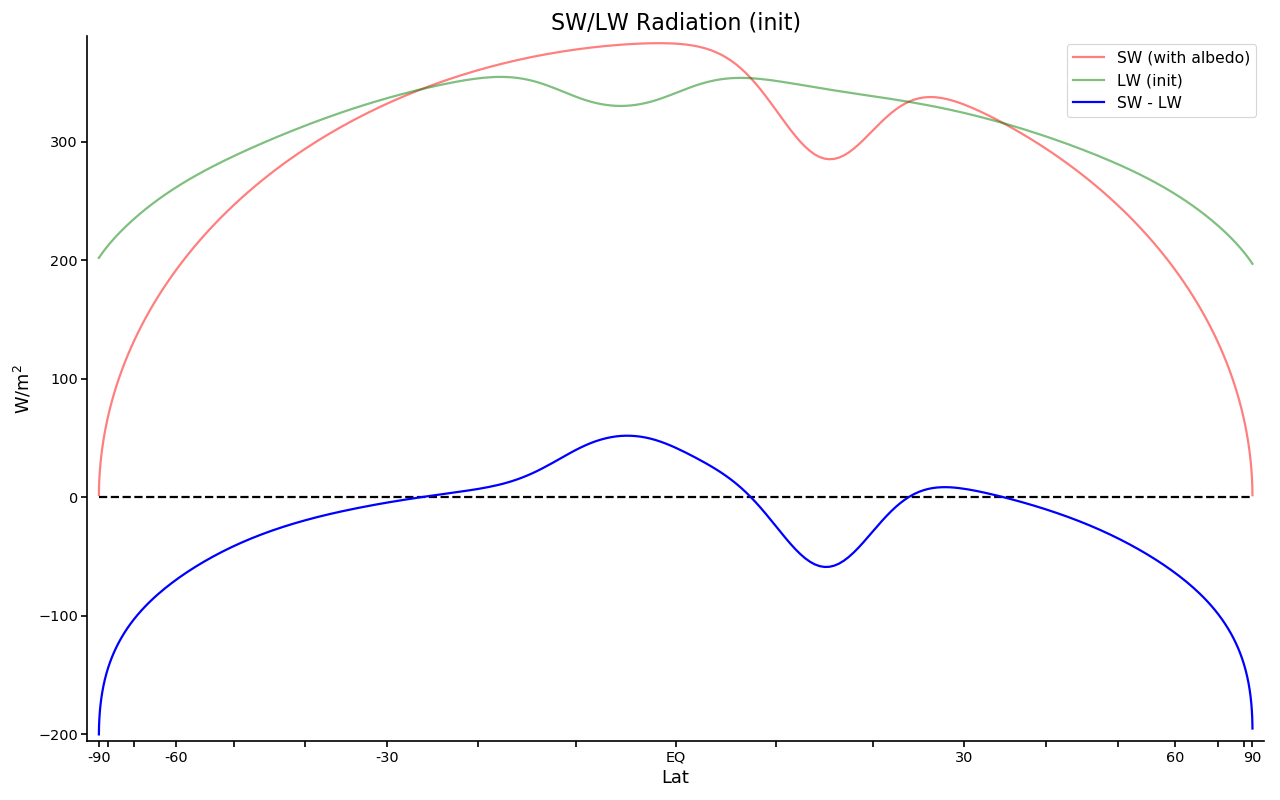 SW/LW Radiation (init)
SW (with albedo)
LW (init)
SW - LW
W/m²
300
200
100
0
−100
−200
-90
-60
-30
EQ
30
60
90
Lat